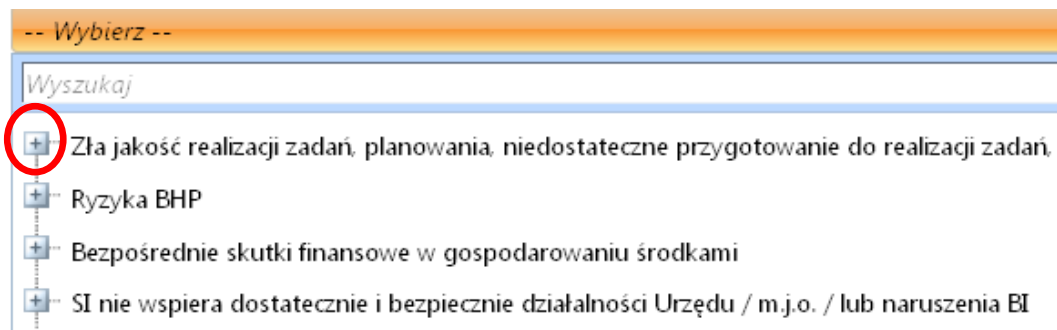 -- Wybierz --
Wyszukaj
Zła jakość realizacji zadań, planowania, niedostateczne przygotowanie do realizacji zadań,
Ryzyka BHP
Bezpośrednie skutki finansowe w gospodarowaniu środkami
SI nie wspiera dostatecznie i bezpiecznie działalności Urzędu / m.j.o. / lub naruszenia BI